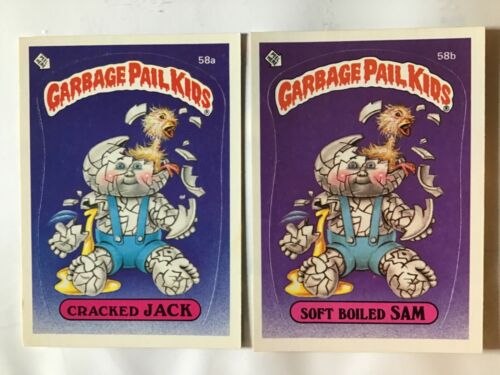 58a
GARBAGE PAIL KIDS
CRACKED JACK
58b
GARBAGE PAIL KIDS
SOFT BOILED SAM